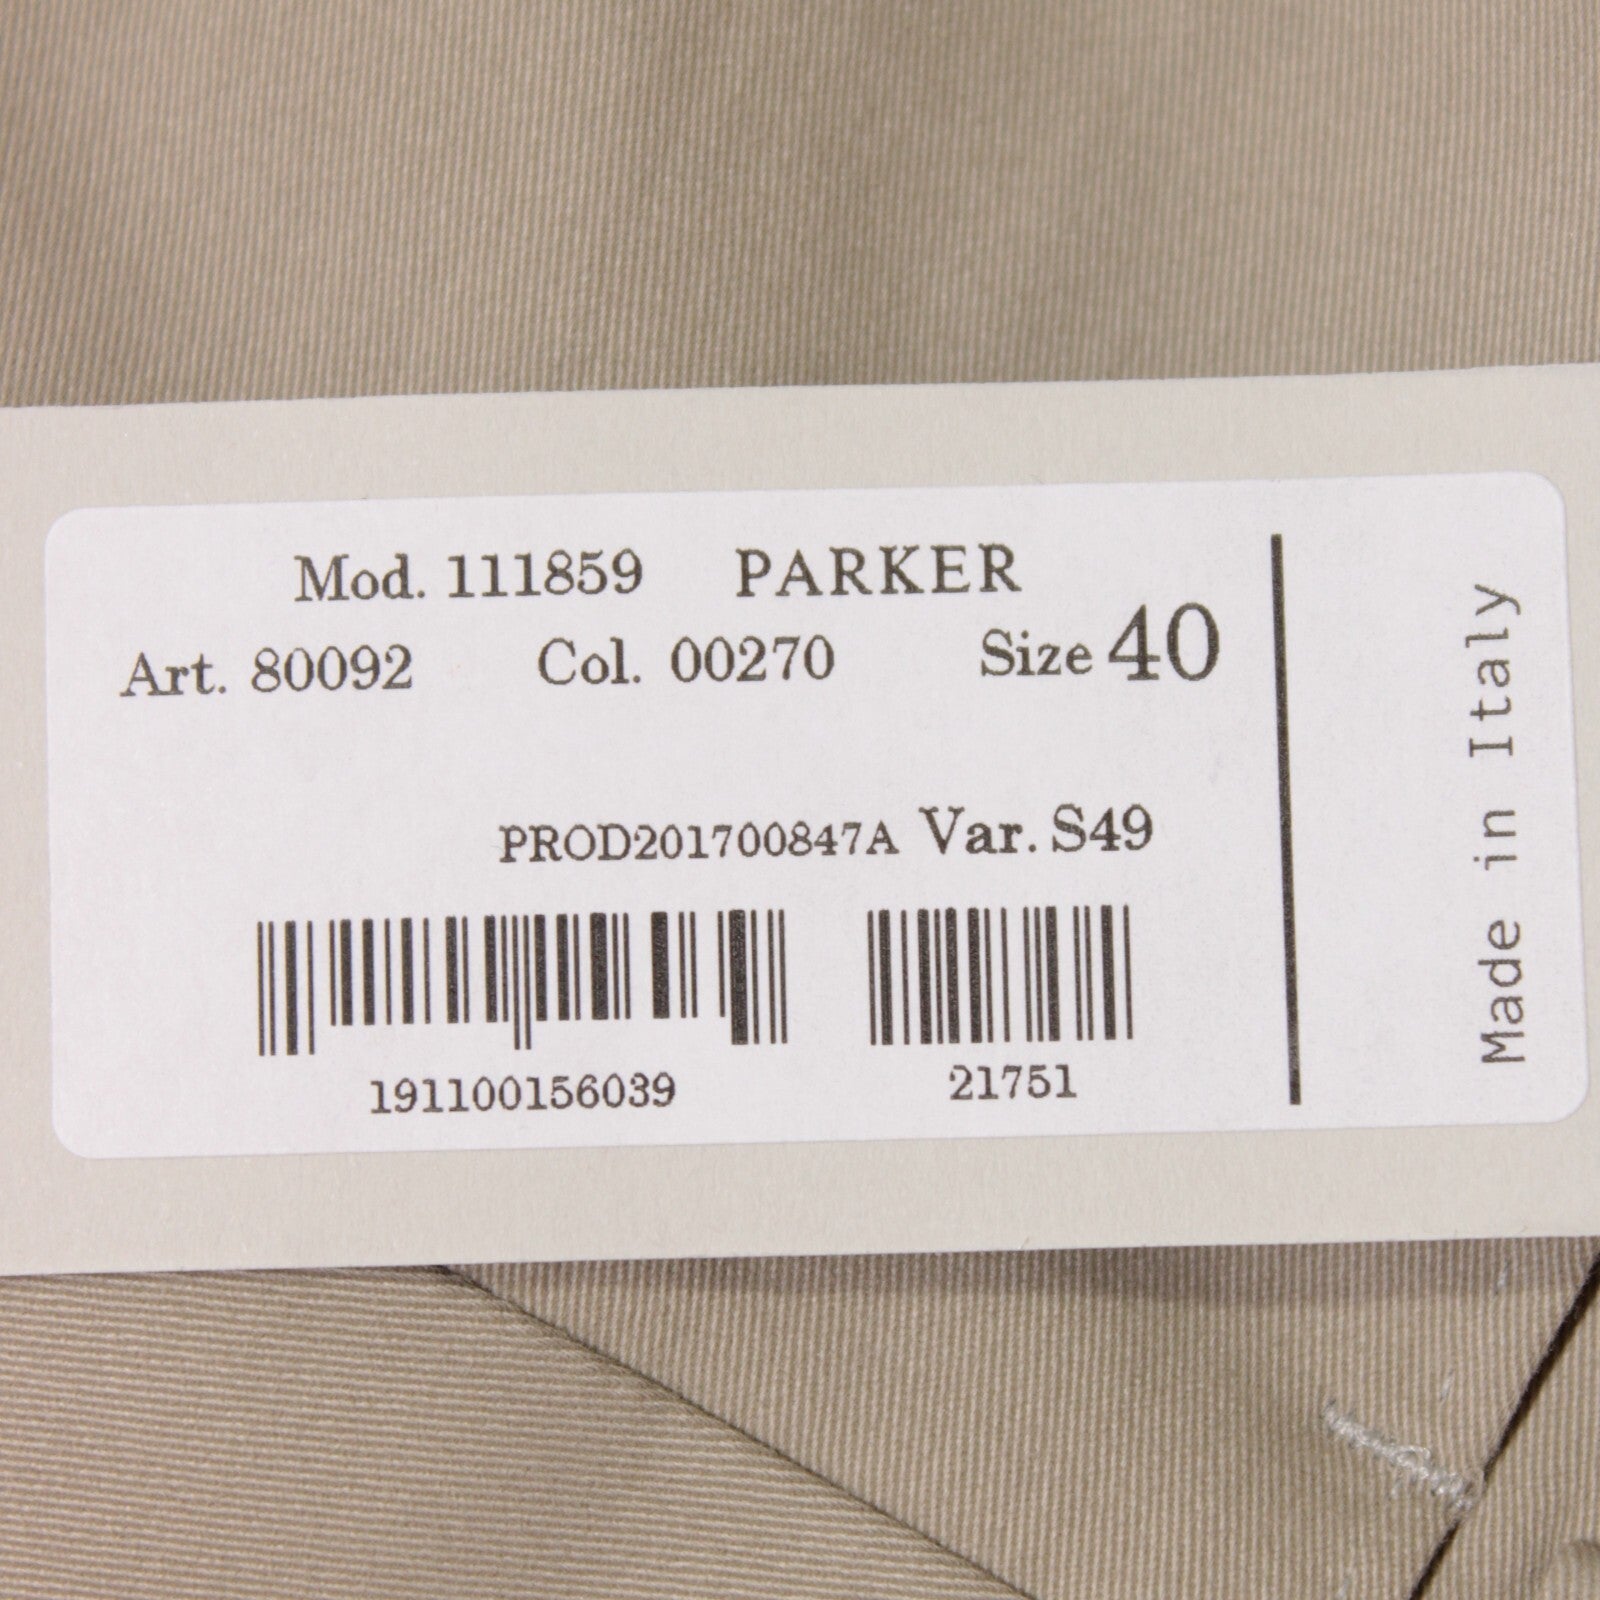 Mod. 111859 PARKER
Art. 80092 Col. 00270 Size 40
PROD201700847A Var. S49
191100156039 21751
Made in Italy